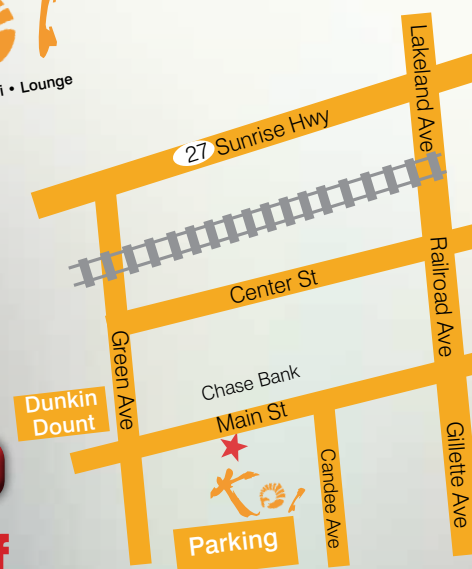 i • Lounge
Lakeland Ave
27 Sunrise Hwy
Railroad Ave
Center St
Green Ave
Chase Bank
Dunkin
Dount
Main St
Koi
Candee Ave
Gillette Ave
Parking
f